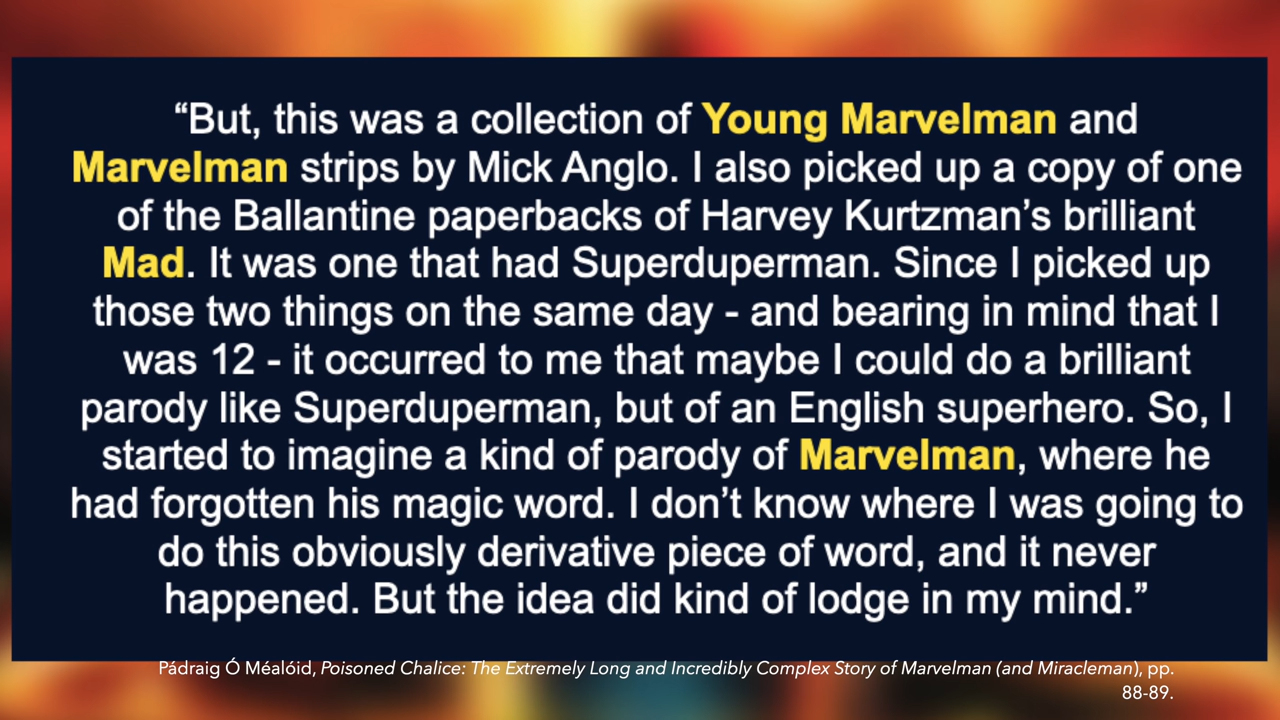 “But, this was a collection of Young Marvelman and
Marvelman strips by Mick Anglo. I also picked up a copy of one
of the Ballantine paperbacks of Harvey Kurtzman’s brilliant
Mad. It was one that had Superduperman. Since I picked up
those two things on the same day - and bearing in mind that I
was 12 - it occurred to me that maybe I could do a brilliant
parody like Superduperman, but of an English superhero. So, I
started to imagine a kind of parody of Marvelman, where he
had forgotten his magic word. I don’t know where I was going to
do this obviously derivative piece of word, and it never
happened. But the idea did kind of lodge in my mind.”
Pádraig Ó Méalóid, Poisoned Chalice: The Extremely Long and Incredibly Complex Story of Marvelman (and Miracleman), pp.
88-89.